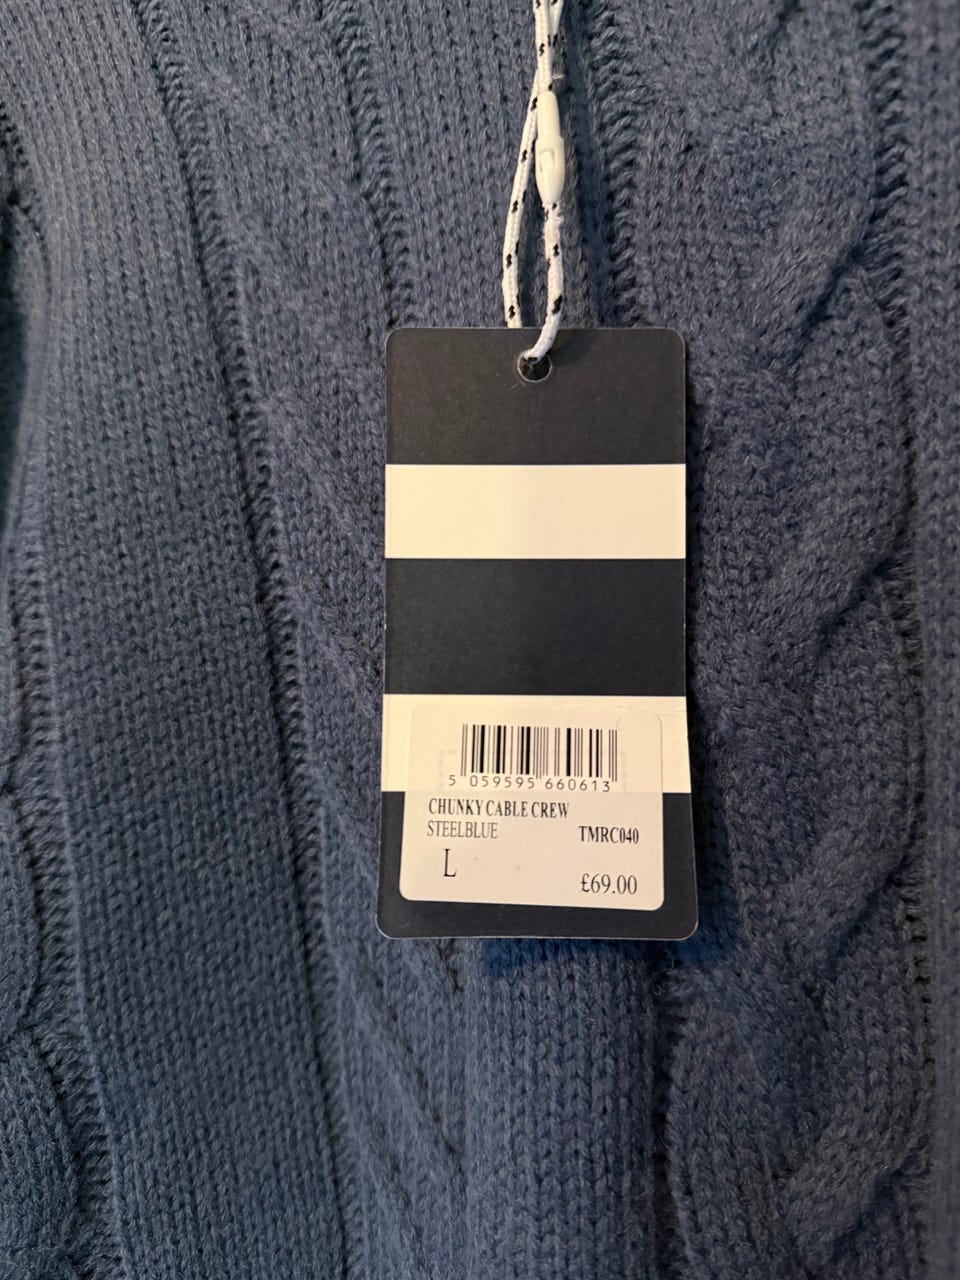 5 059595 660613
CHUNKY CABLE CREW
STEELBLUE TMRC040
L
£69.00